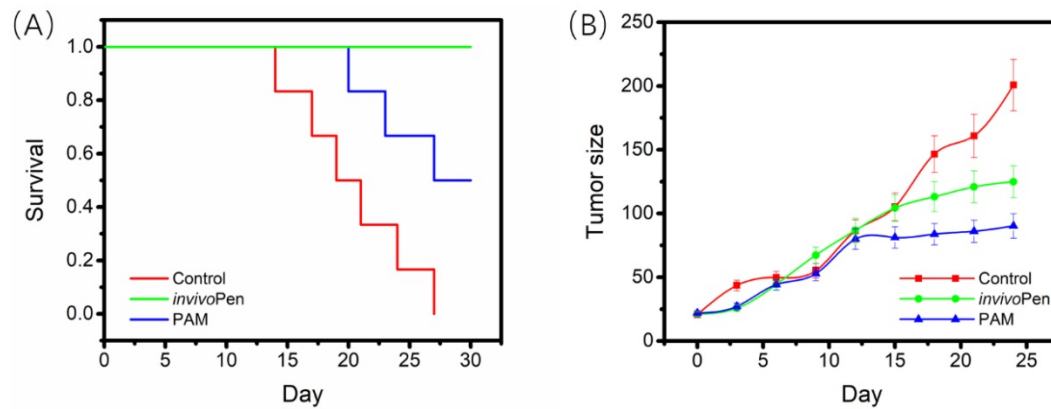 (A)
Survival
1.0
0.8
0.6
0.4
0.2
0.0
Control
invivoPen
PAM
0 5 10 15 20 25 30
Day
(B)
Tumor size
250
200
150
100
50
0
Control
invivoPen
PAM
0 5 10 15 20 25
Day